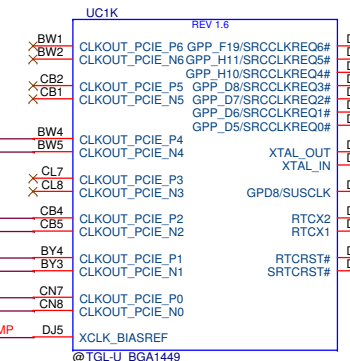 UC1K
REV 1.6
BW1 CLKOUT_PCIE_P6 GPP_F19/SRCCLKREQ6#
BW2 CLKOUT_PCIE_N6 GPP_H11/SRCCLKREQ5#
GPP_H10/SRCCLKREQ4#
CB2 CLKOUT_PCIE_P5 GPP_D8/SRCCLKREQ3#
CB1 CLKOUT_PCIE_N5 GPP_D7/SRCCLKREQ2#
GPP_D6/SRCCLKREQ1#
GPP_D5/SRCCLKREQ0#
BW4 CLKOUT_PCIE_P4
BW5 CLKOUT_PCIE_N4 XTAL_OUT
XTAL_IN
CL7 CLKOUT_PCIE_P3
CL8 CLKOUT_PCIE_N3 GPD8/SUSCLK
CB4 CLKOUT_PCIE_P2 RTCX2
CB5 CLKOUT_PCIE_N2 RTCX1
BY4 CLKOUT_PCIE_P1 RTCRST#
BY3 CLKOUT_PCIE_N1 SRTCRST#
CN7 CLKOUT_PCIE_P0
CN8 CLKOUT_PCIE_N0
MP DJ5 XCLK_BIASREF
@TGL-U_BGA1449